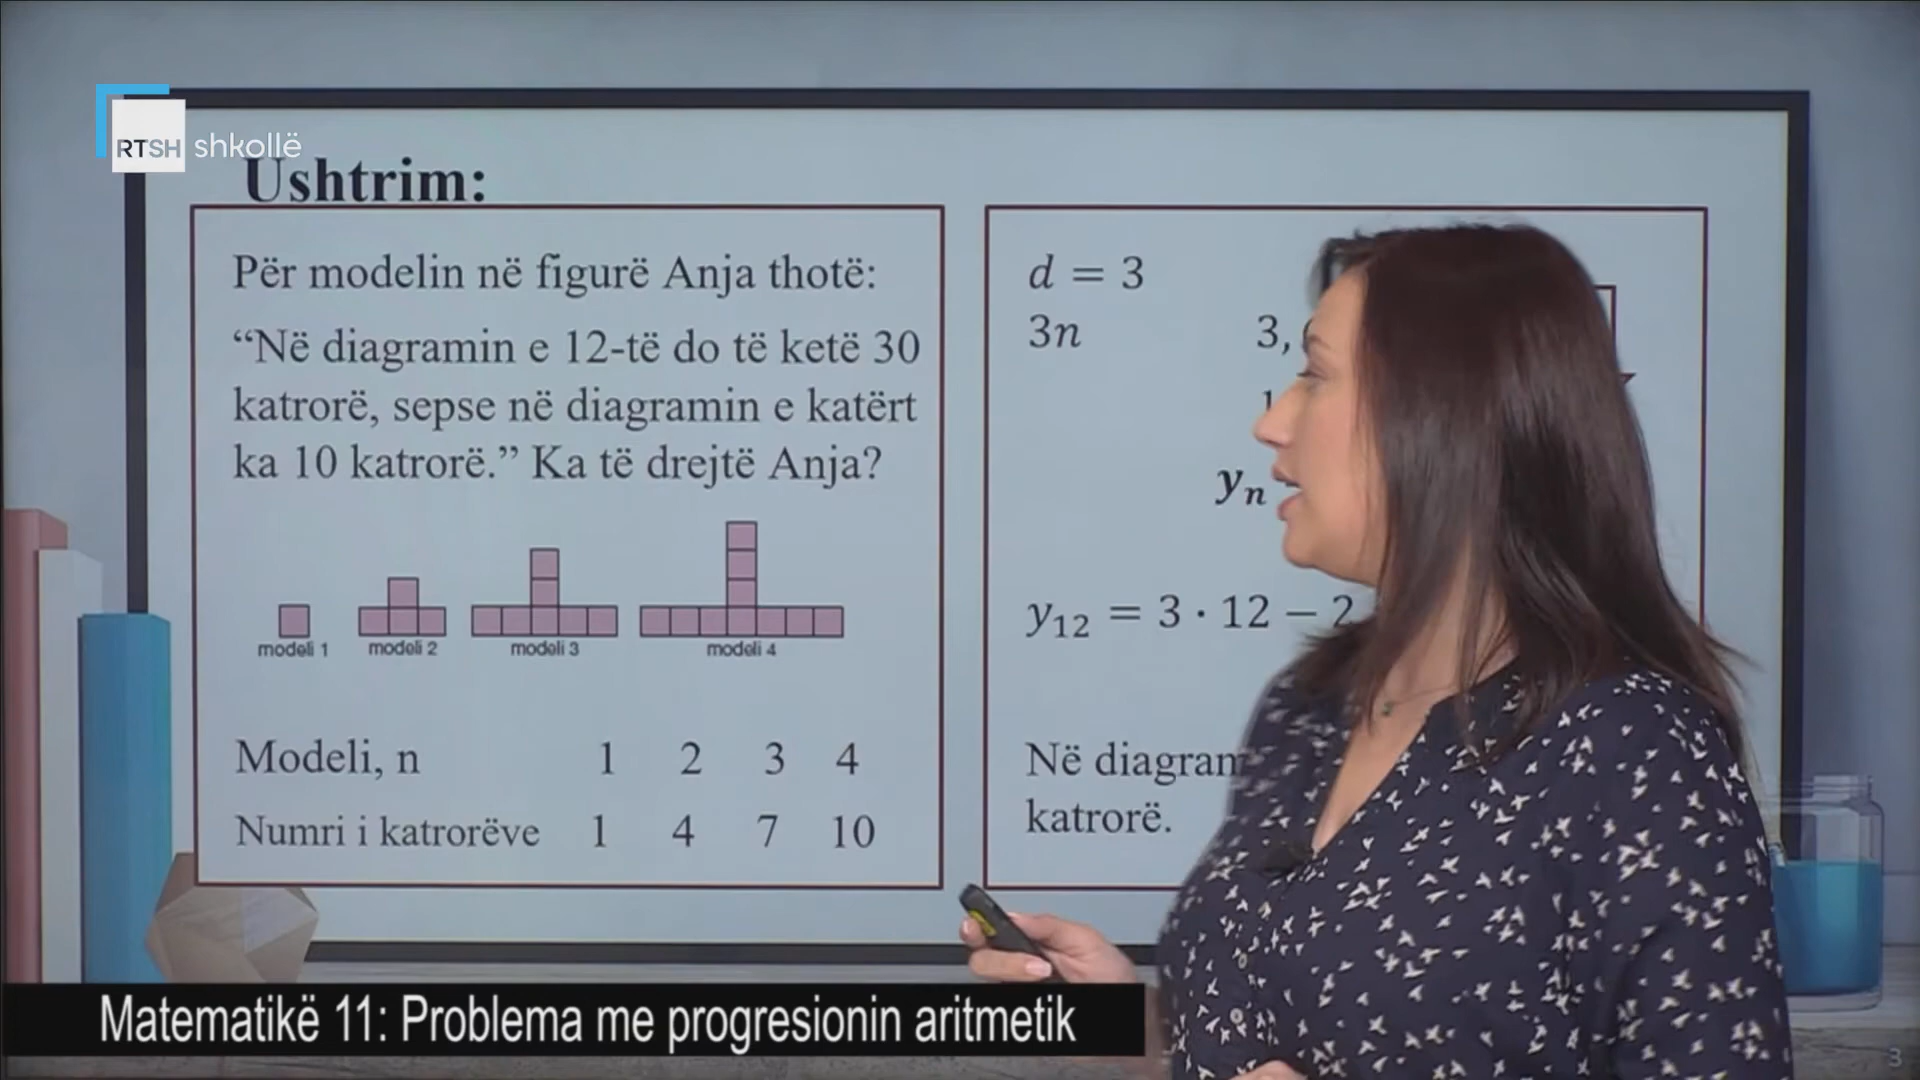 RTSH shkollë
Ushtrim:
Për modelin në figurë Anja thotë:
“Në diagramin e 12-të do të ketë 30
katrorë, sepse në diagramin e katërt
ka 10 katrorë.” Ka të drejtë Anja?
modeli 1 modeli 2 modeli 3 modeli 4
Modeli, n 1 2 3 4
Numri i katrorëve 1 4 7 10
d = 3
3n 3,
yₙ
y₁₂ = 3 · 12 − 2
Në
katrorë.
Matematikë 11: Problema me progresionin aritmetik
3